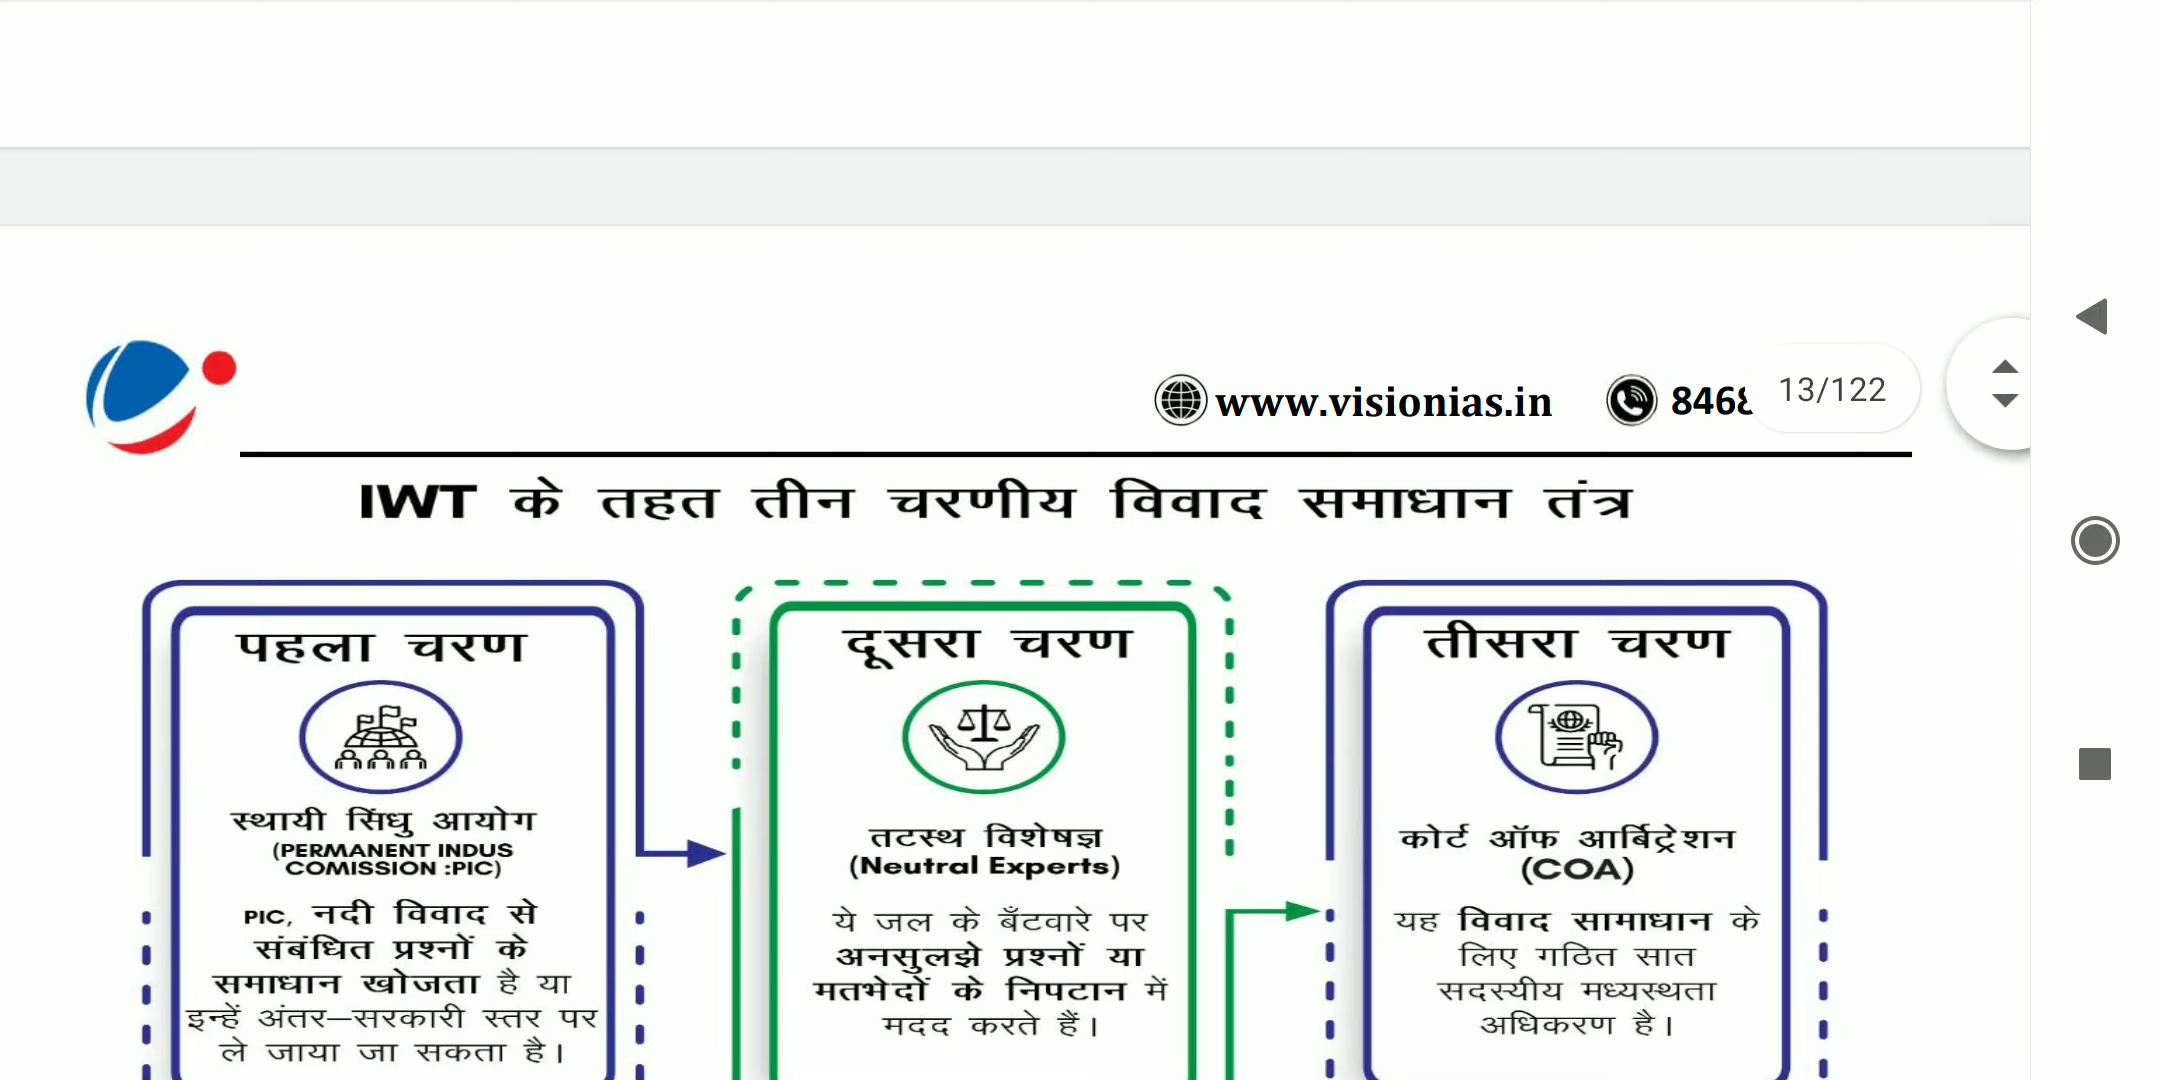 www.visionias.in
846
13/122
IWT के तहत तीन चरणीय विवाद समाधान तंत्र
पहला चरण
स्थायी सिंधु आयोग
(PERMANENT INDUS
COMISSION :PIC)
PIC, नदी विवाद से
संबंधित प्रश्नों के
समाधान खोजता है या
इन्हें अंतर–सरकारी स्तर पर
ले जाया जा सकता है।
दूसरा चरण
तटस्थ विशेषज्ञ
(Neutral Experts)
ये जल के बँटवारे पर
अनसुलझे प्रश्नों या
मतभेदों के निपटान में
मदद करते हैं।
तीसरा चरण
कोर्ट ऑफ आर्बिट्रेशन
(COA)
यह विवाद सामाधान के
लिए गठित सात
सदस्यीय मध्यस्थता
अधिकरण है।